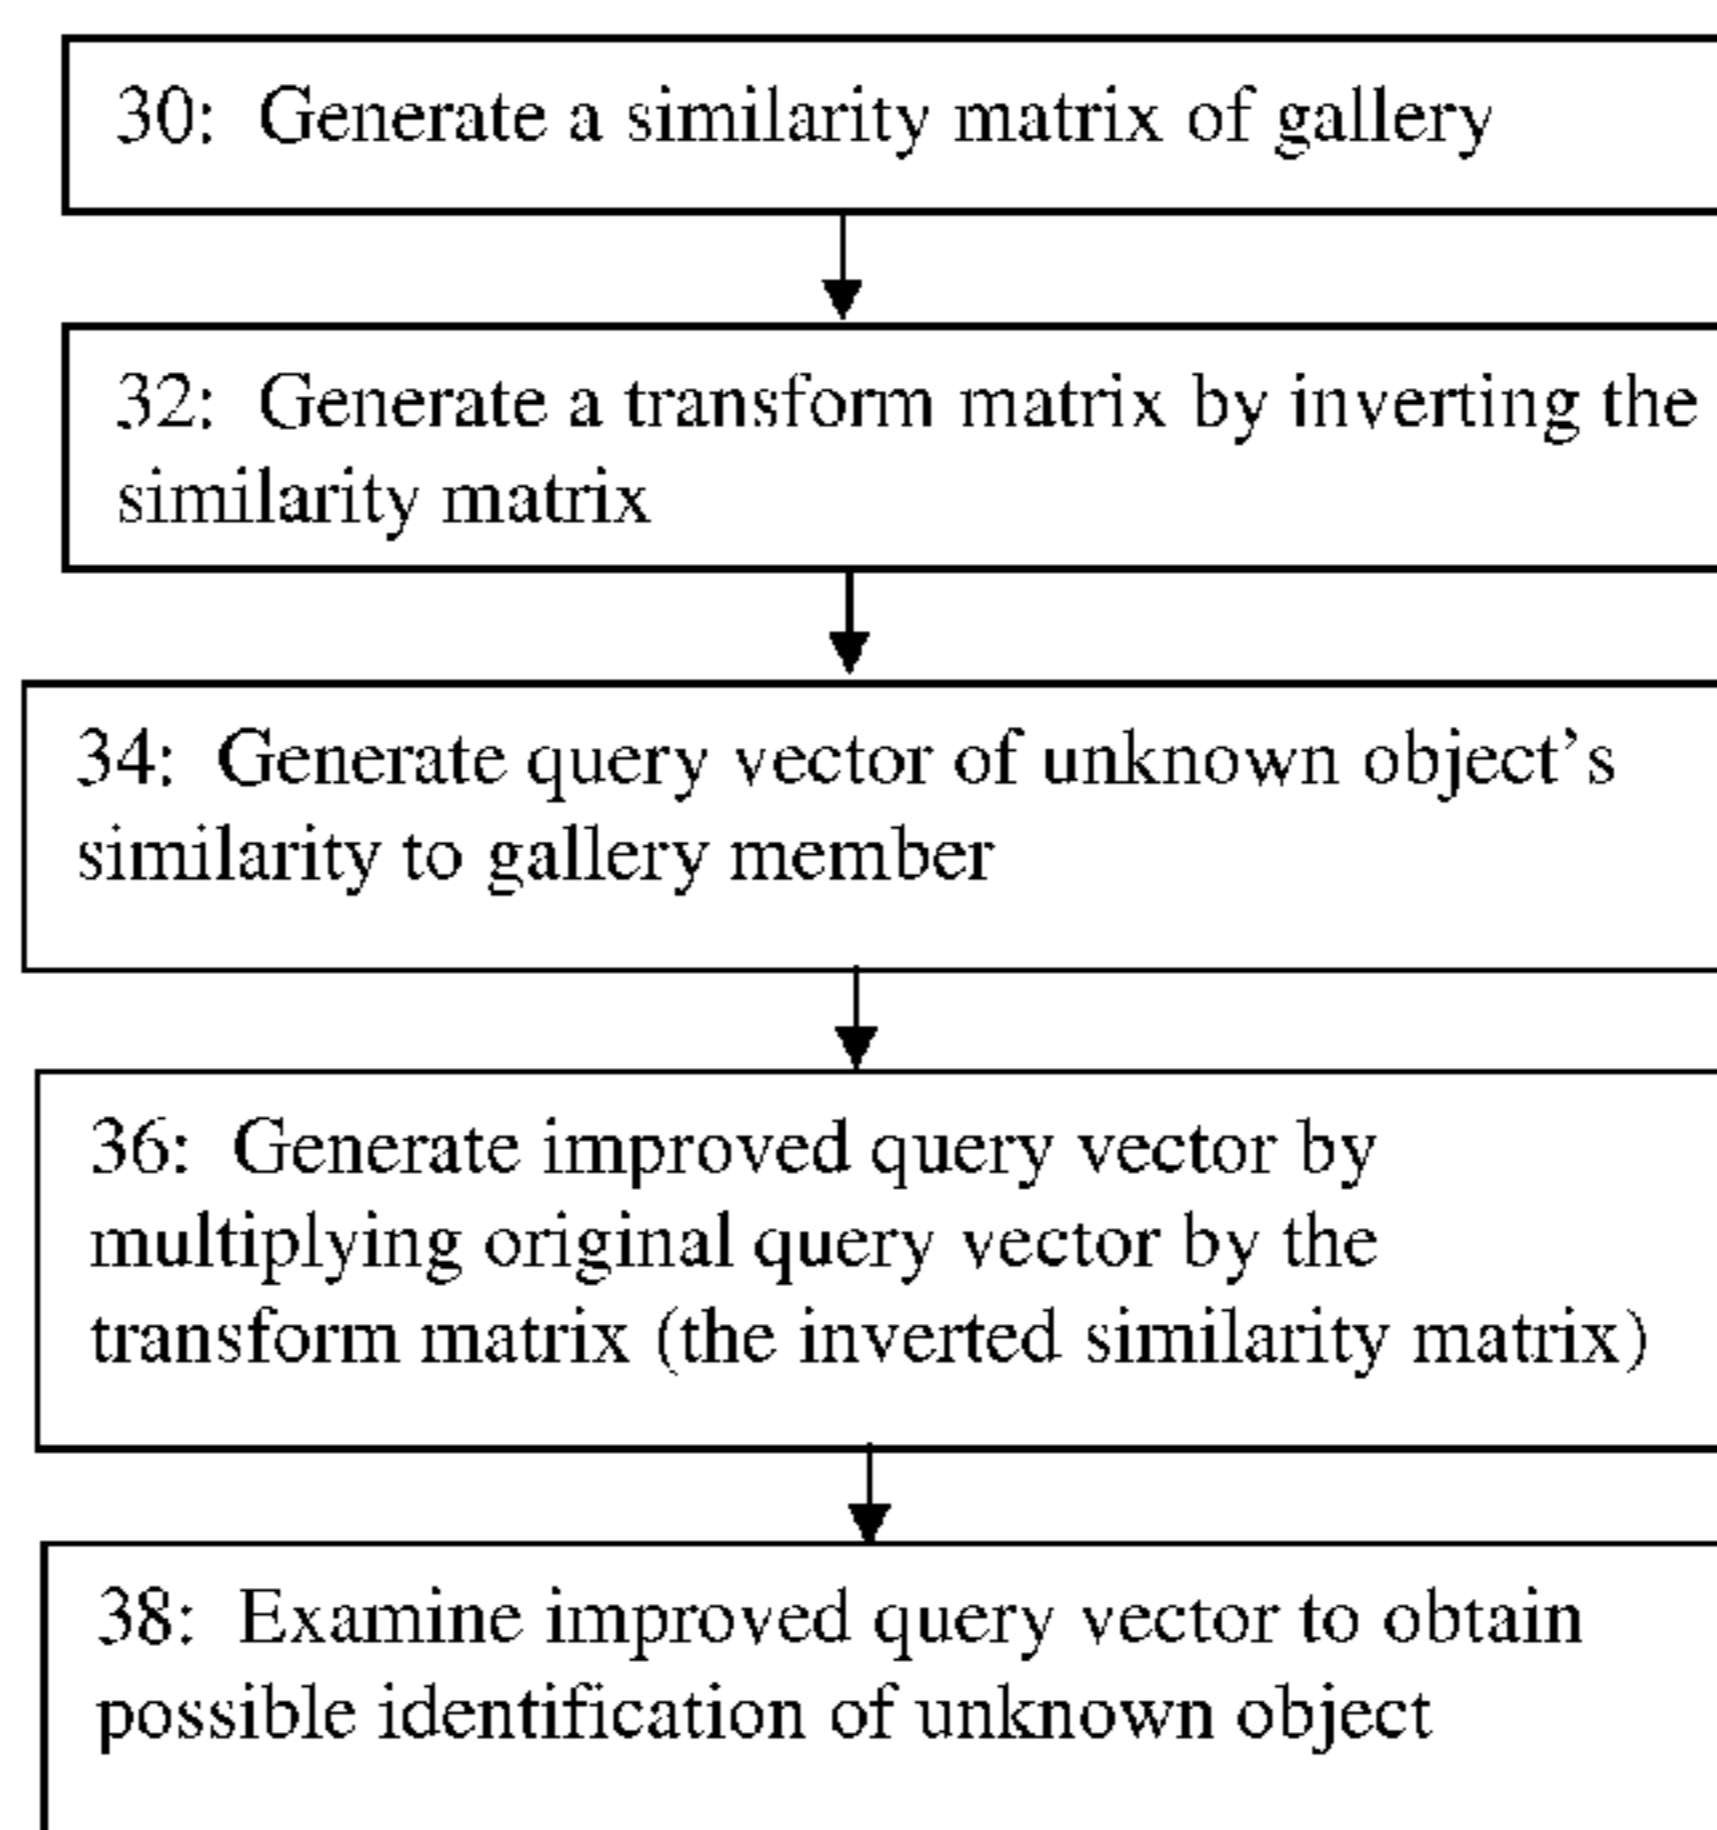 30:  Generate a similarity matrix of gallery
32:  Generate a transform matrix by inverting the
similarity matrix
34:  Generate query vector of unknown object’s
similarity to gallery member
36:  Generate improved query vector by
multiplying original query vector by the
transform matrix (the inverted similarity matrix)
38:  Examine improved query vector to obtain
possible identification of unknown object